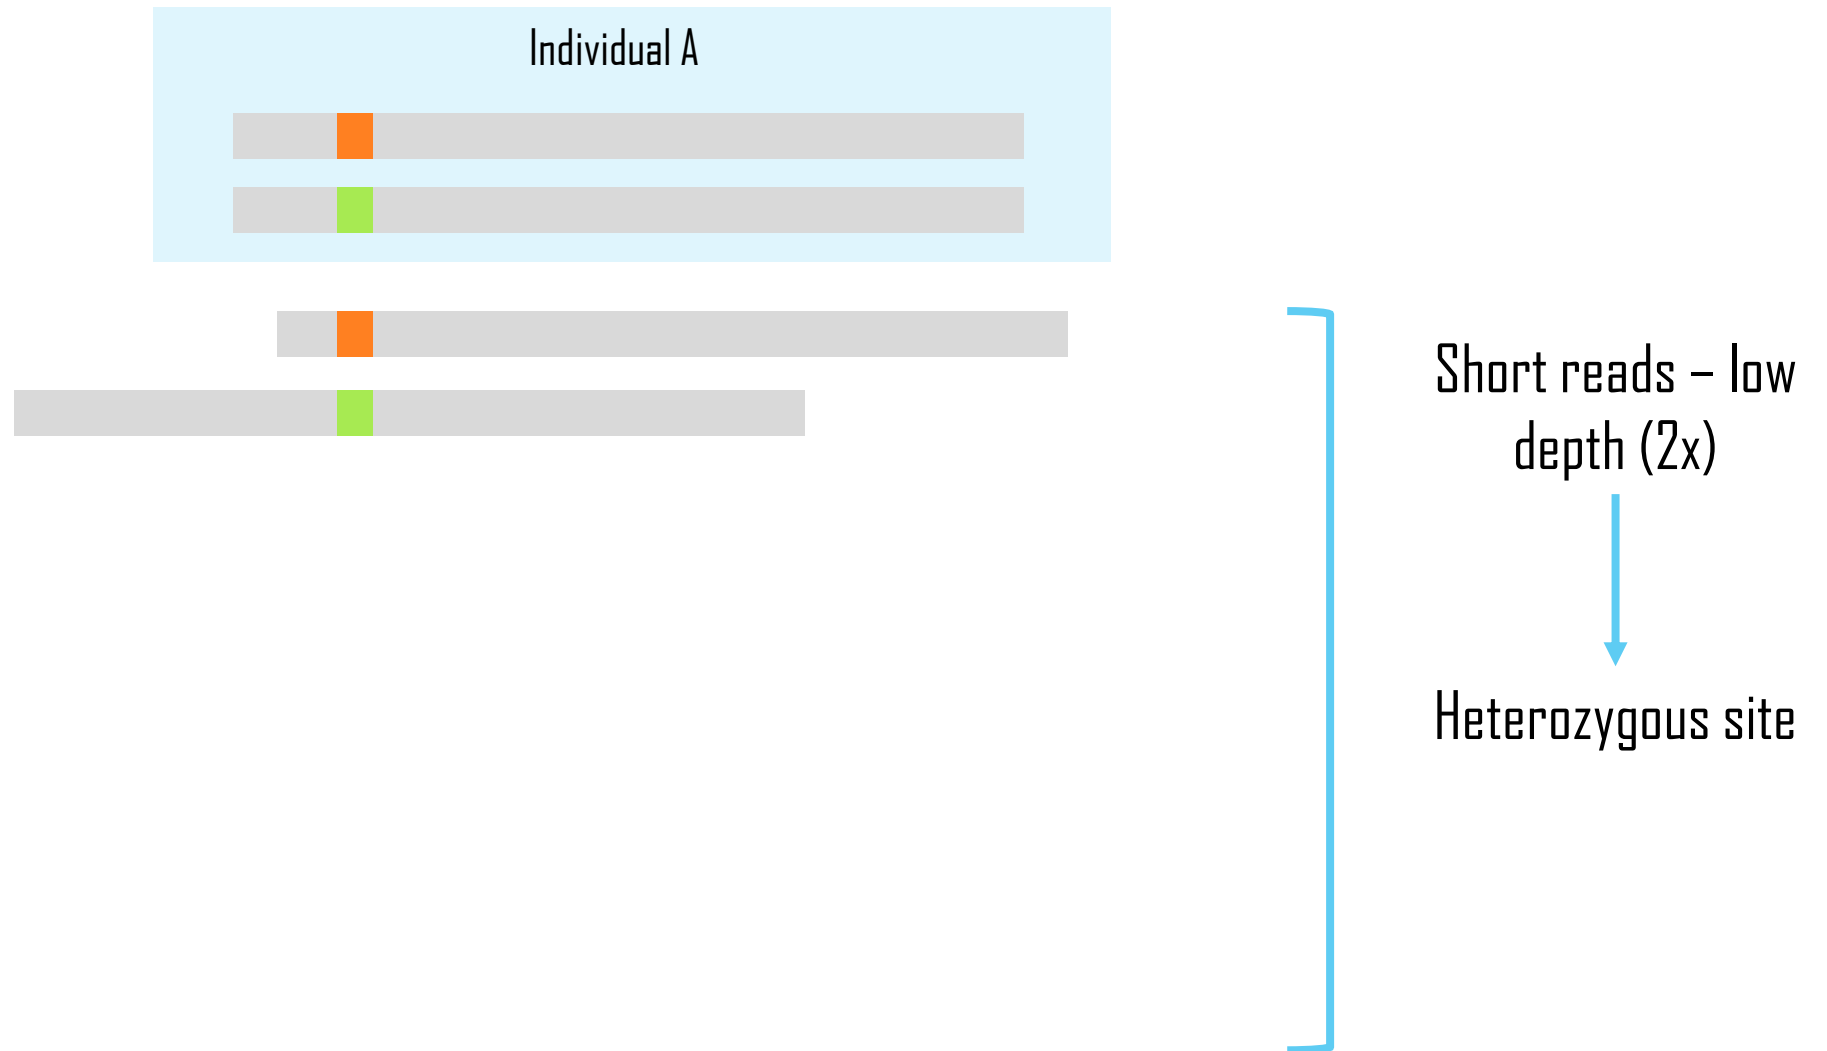 Individual A
Short reads – low
depth (2x)
Heterozygous site